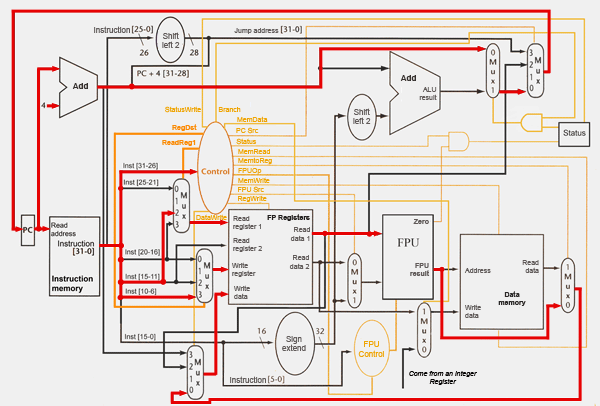 Instruction [25-0]
26
Shift
left 2
28
Jump address [31-0]
PC + 4 [31-28]
Add
4
StatusWrite
Branch
MemData
PC Src
Status
MemRead
MemtoReg
FPUOp
MemWrite
FPU Src
RegWrite
RegDst
ReadReg1
Control
DataWrite
Shift
left 2
Add
ALU
result
0
M
u
x
1
3
2
1
0
M
u
x
Status
PC
Read
address
Instruction
[31-0]
Instruction
memory
Inst [31-26]
Inst [25-21]
Inst [20-16]
Inst [15-11]
Inst [10-6]
Inst [15-0]
0
1
2
3
M
u
x
0
1
2
3
M
u
x
FP Registers
Read
register 1
Read
register 2
Write
register
Write
data
Read
data 1
Read
data 2
0
M
u
x
1
Zero
FPU
FPU
result
Address
Read
data
Write
data
Data
memory
1
M
u
x
0
1
M
u
x
0
16
Sign
extend
32
FPU
Control
3
2
1
0
M
u
x
Instruction [5-0]
Come from an Integer
Register